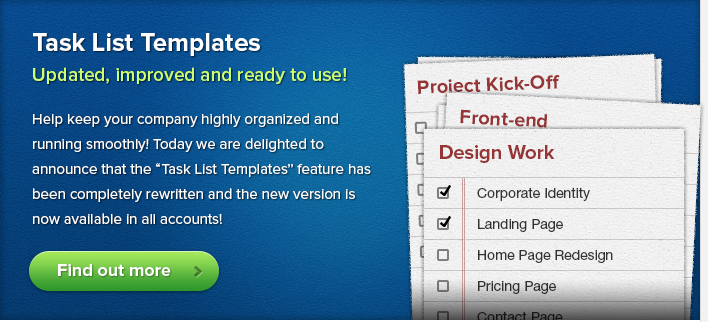 Task List Templates
Updated, improved and ready to use!
Help keep your company highly organized and
running smoothly! Today we are delighted to
announce that the “Task List Templates” feature has
been completely rewritten and the new version is
now available in all accounts!
Find out more
Project Kick-Off
Front-end
Design Work
Corporate Identity
Landing Page
Home Page Redesign
Pricing Page
Contact Page